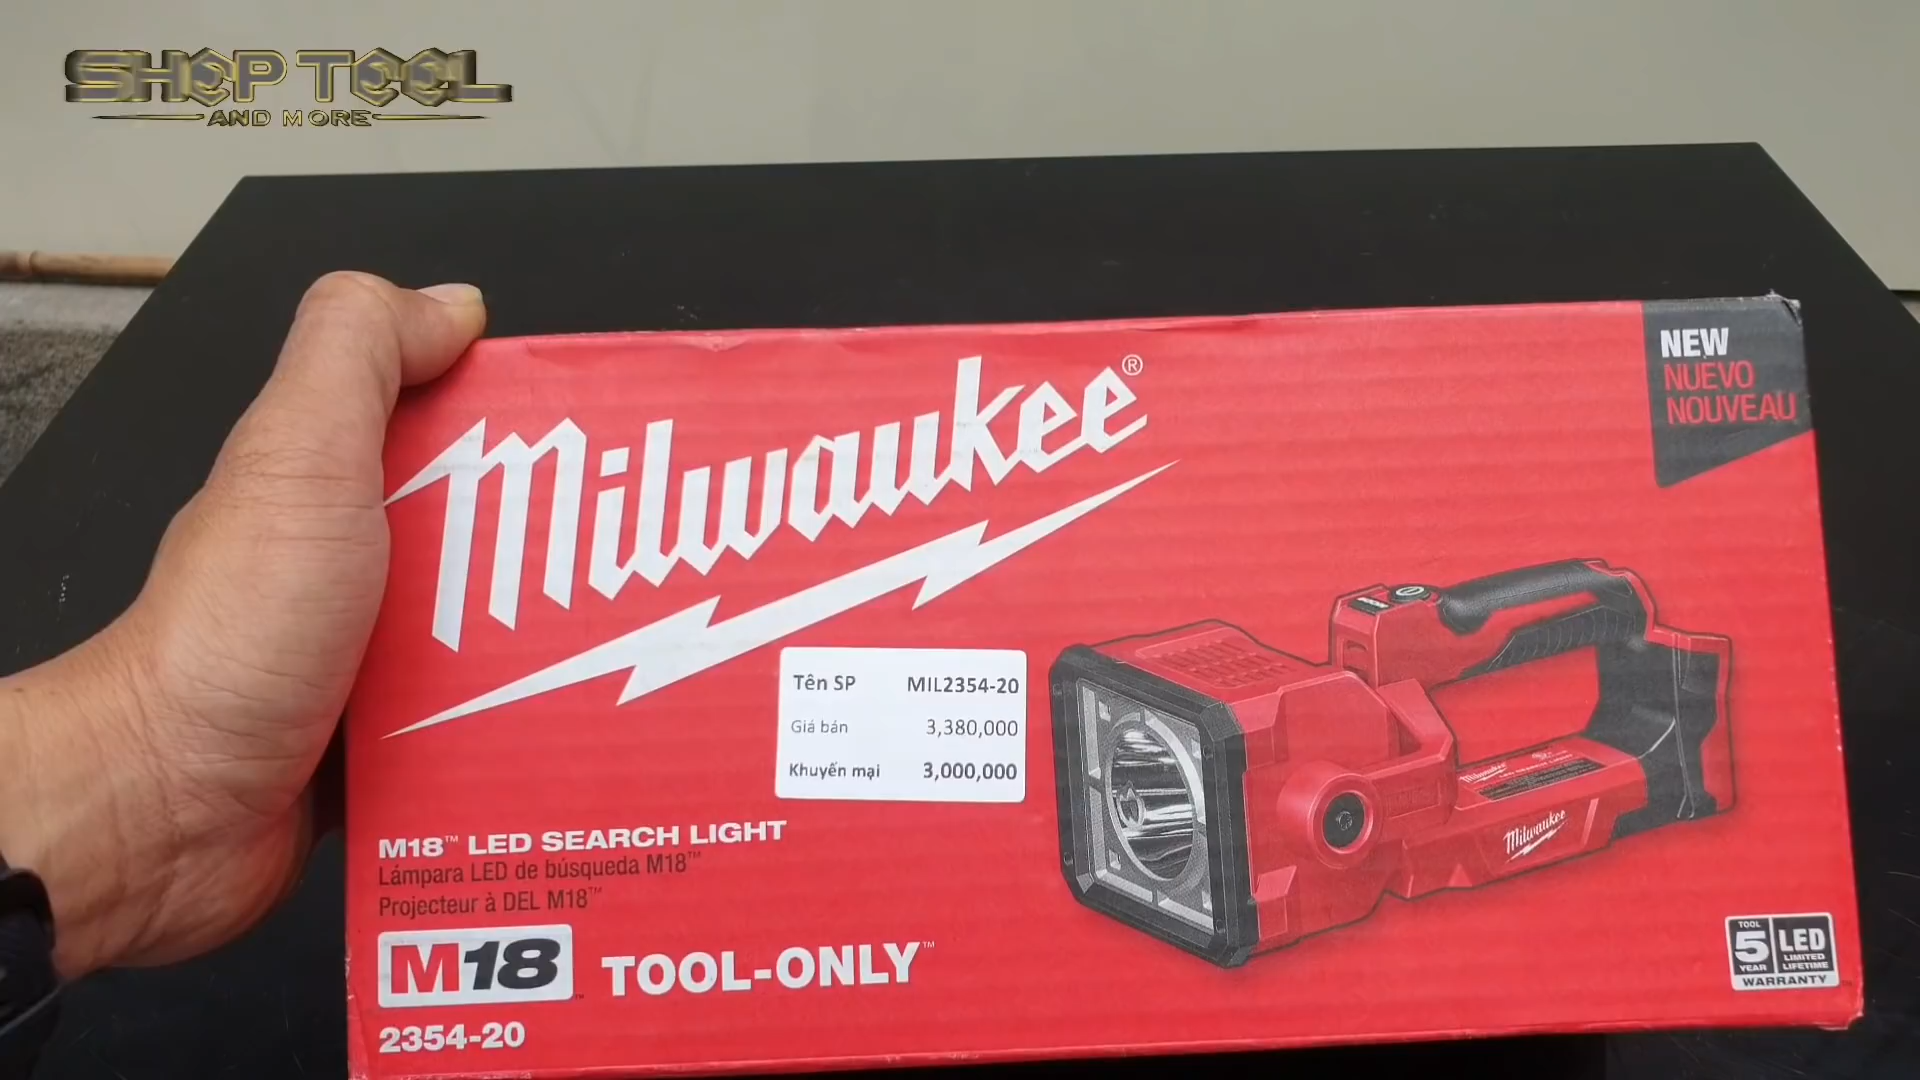 SHOP TOOL
AND MORE
NEW
NUEVO
NOUVEAU
Milwaukee®
Tên SP MIL2354-20
Giá bán 3,380,000
Khuyến mại 3,000,000
M18™ LED SEARCH LIGHT
Lámpara LED de búsqueda M18™
Projecteur à DEL M18™
M18™ TOOL-ONLY™
2354-20
Milwaukee
TOOL
5
YEAR
LED
LIMITED
LIFETIME
WARRANTY